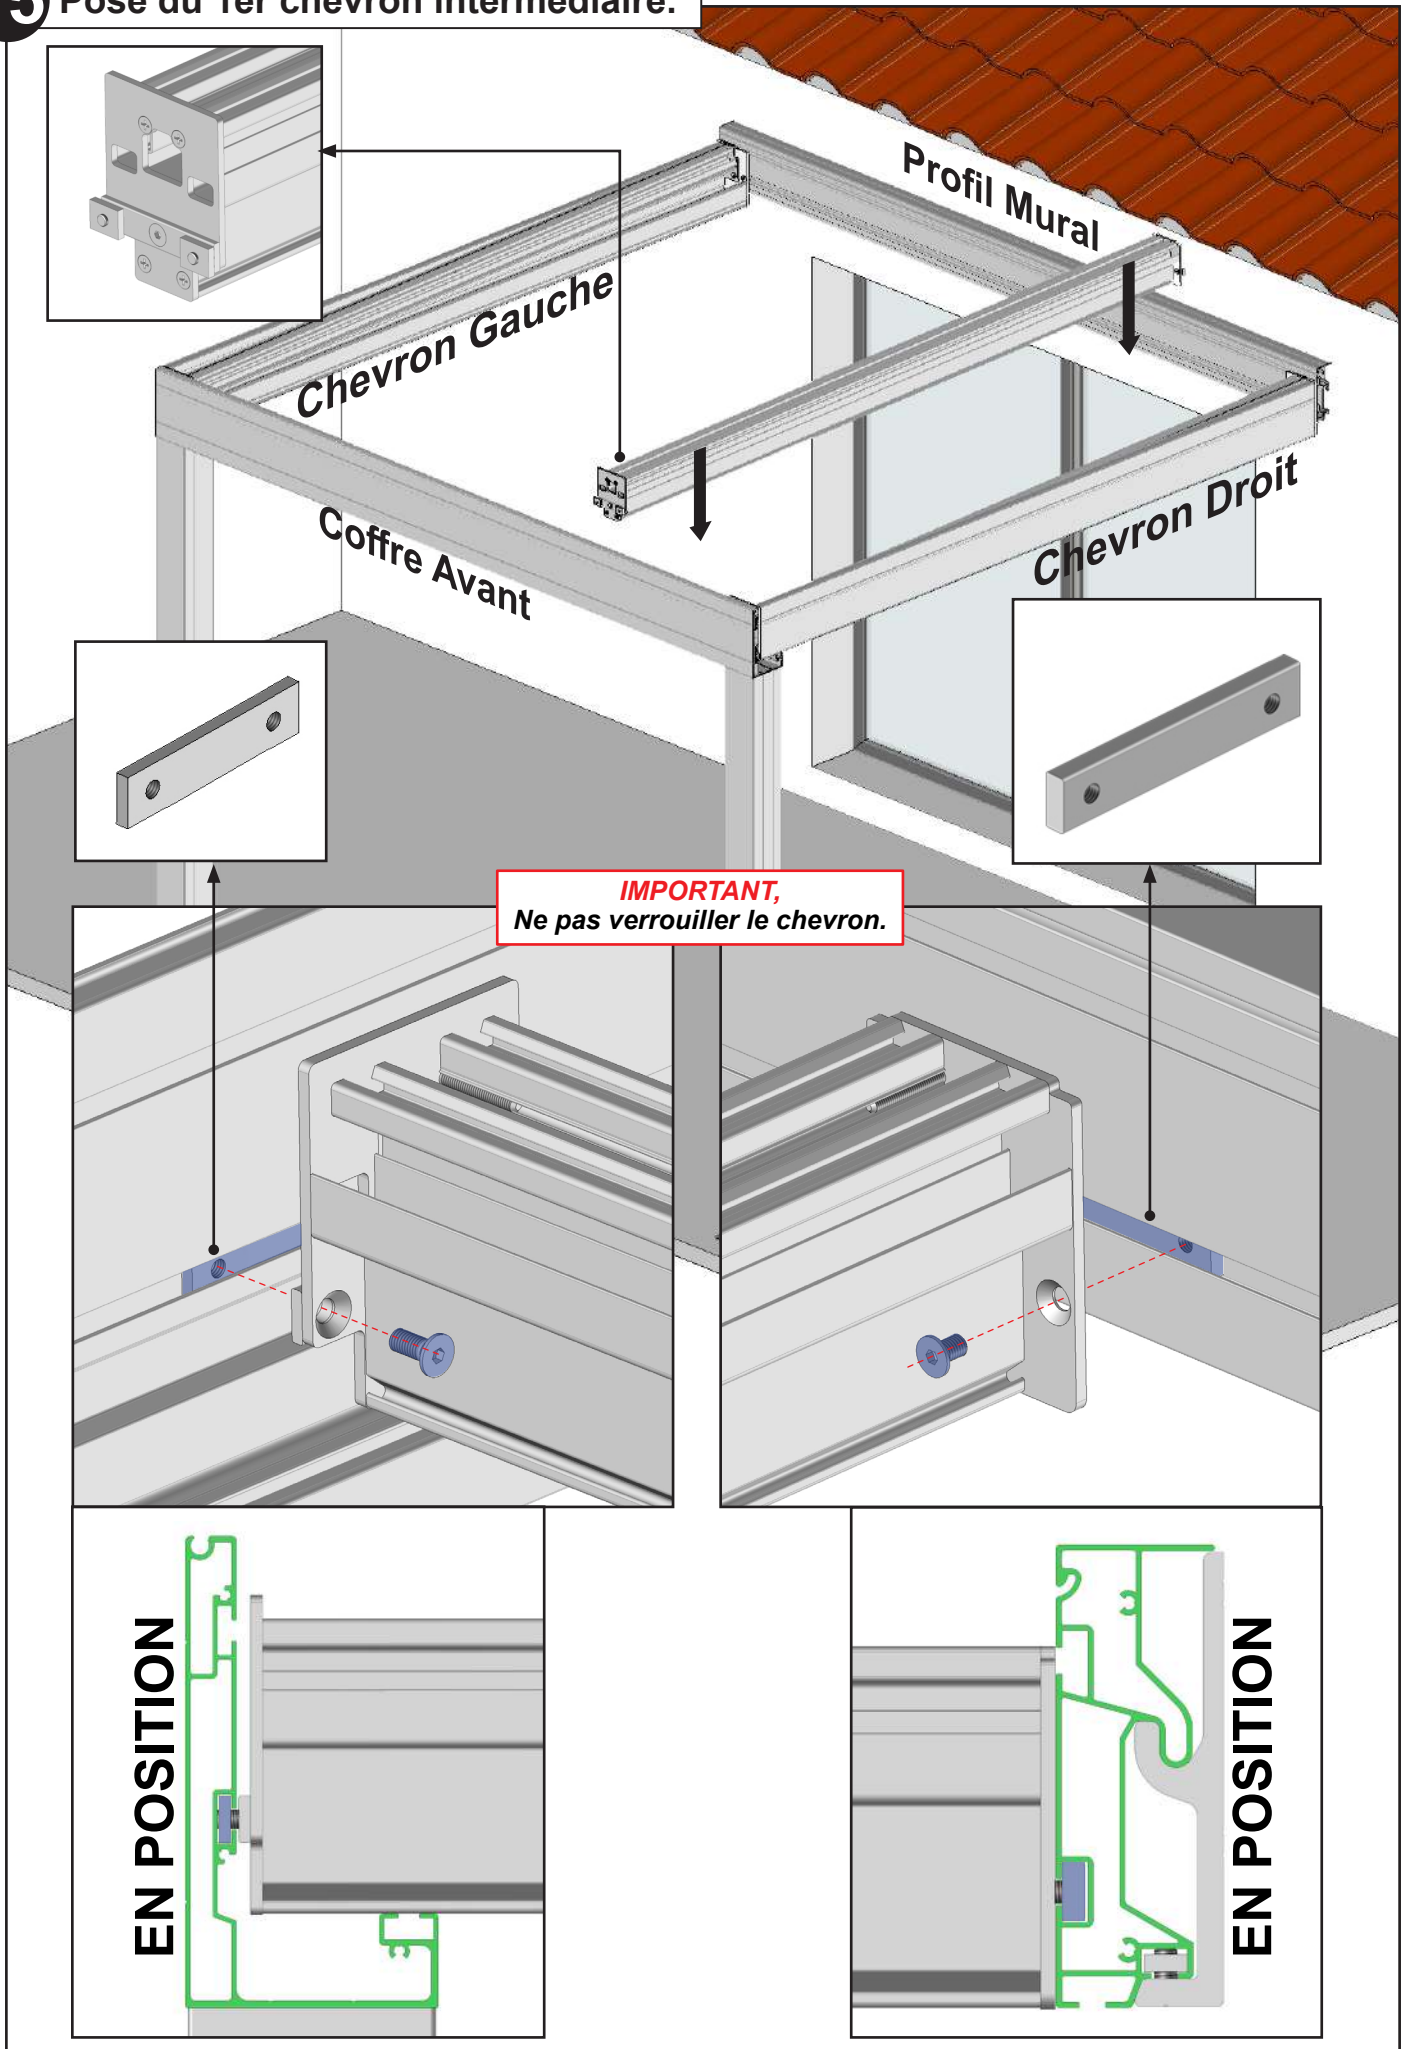 5 Pose du 1er chevron intermédiaire.
Profil Mural
Chevron Gauche
Chevron Droit
Coffre Avant
IMPORTANT,
Ne pas verrouiller le chevron.
EN POSITION
EN POSITION